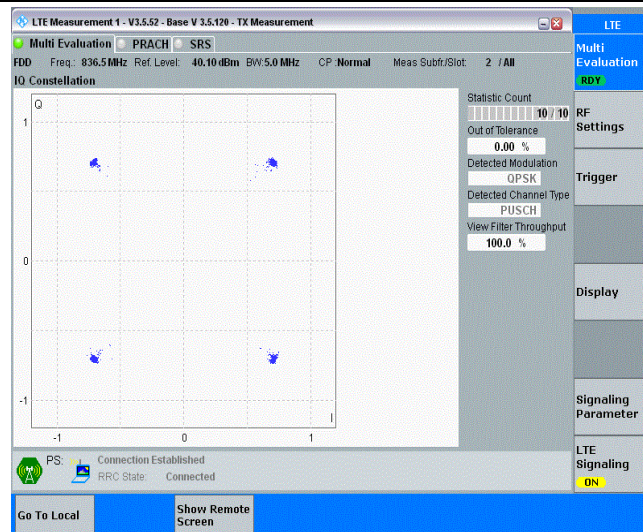 LTE Measurement 1 - V3.5.52 - Base V 3.5.120 - TX Measurement
LTE
Multi Evaluation PRACH SRS
FDD Freq.: 836.5 MHz Ref. Level: 40.10 dBm BW:5.0 MHz CP :Normal Meas Subfr./Slot: 2 / All
IQ Constellation
Q
1
0
-1
-1 0 1
I
Statistic Count
10 / 10
Out of Tolerance
0.00 %
Detected Modulation
QPSK
Detected Channel Type
PUSCH
View Filter Throughput
100.0 %
Multi
Evaluation
RDY
RF
Settings
Trigger
Display
Signaling
Parameter
LTE
Signaling
ON
PS: Connection Established
RRC State: Connected
Go To Local
Show Remote
Screen